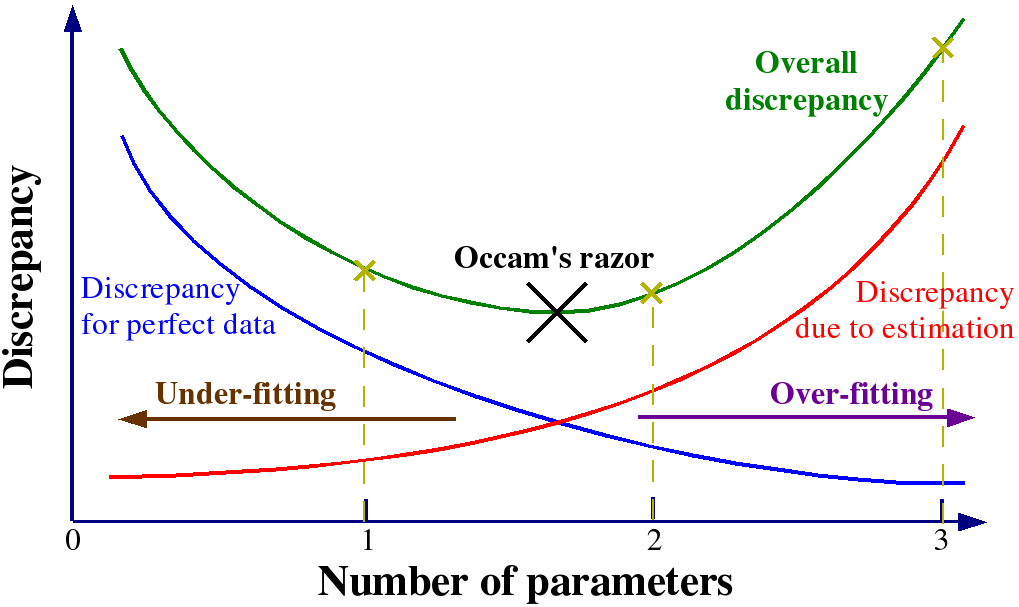 Overall
discrepancy
Occam's razor
Discrepancy
for perfect data
Discrepancy
due to estimation
Under-fitting
Over-fitting
Discrepancy
0
1
2
3
Number of parameters